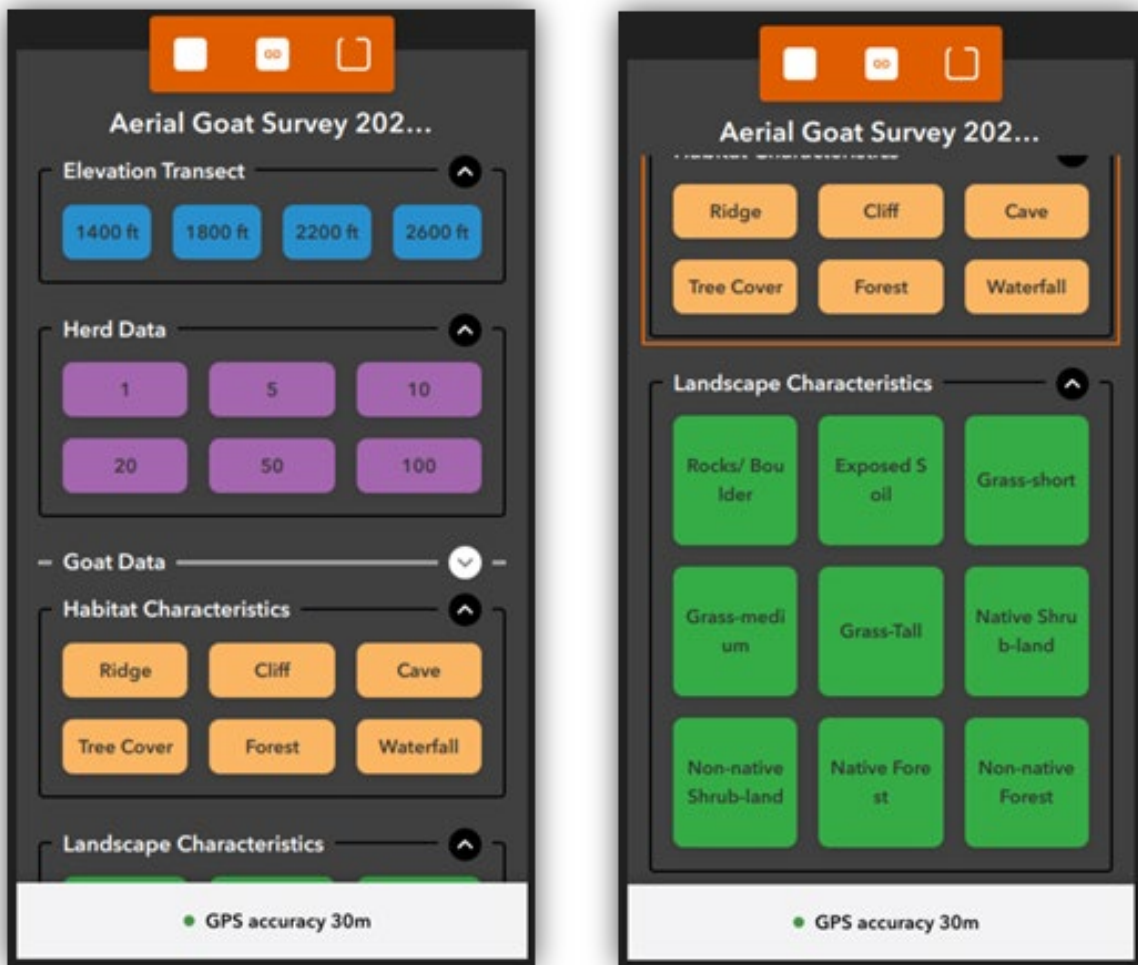 Aerial Goat Survey 202...
Elevation Transect
1400 ft 1800 ft 2200 ft 2600 ft
Herd Data
1 5 10
20 50 100
Goat Data
Habitat Characteristics
Ridge Cliff Cave
Tree Cover Forest Waterfall
Landscape Characteristics
GPS accuracy 30m
Aerial Goat Survey 202...
Habitat Characteristics
Ridge Cliff Cave
Tree Cover Forest Waterfall
Landscape Characteristics
Rocks/ Bou
lder
Exposed S
oil
Grass-short
Grass-medi
um
Grass-Tall
Native Shru
b-land
Non-native
Shrub-land
Native Fore
st
Non-native
Forest
GPS accuracy 30m